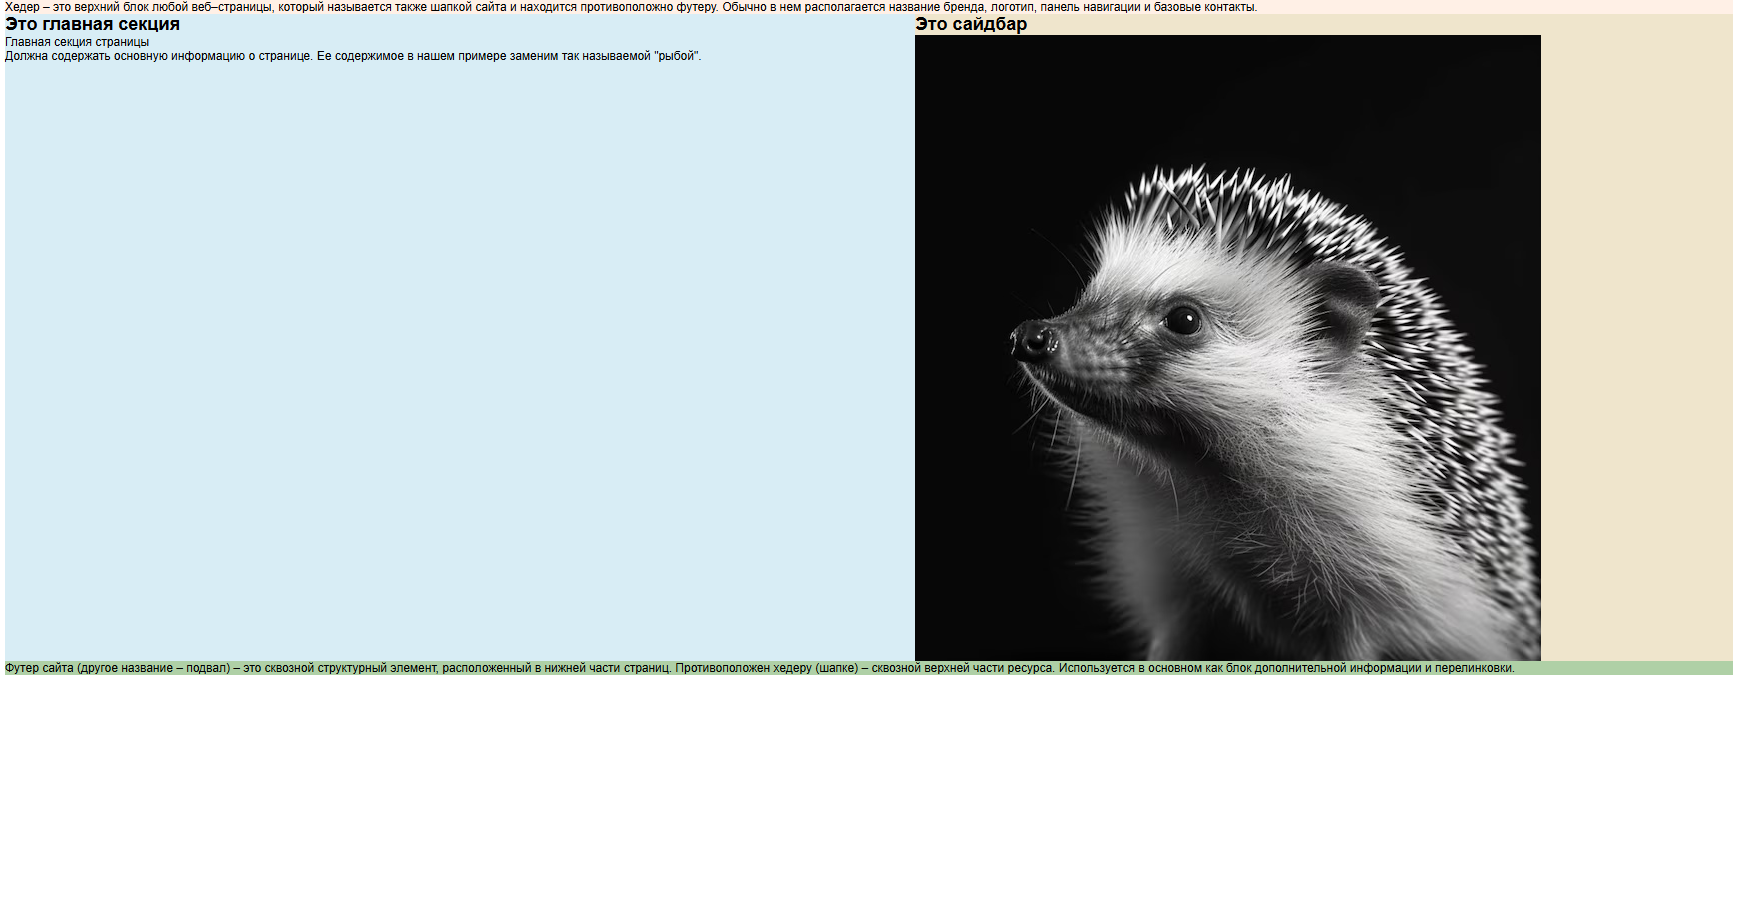 Хедер – это верхний блок любой веб–страницы, который называется также шапкой сайта и находится противоположно футеру. Обычно в нем располагается название бренда, логотип, панель навигации и базовые контакты.
Это главная секция
Главная секция страницы
Должна содержать основную информацию о странице. Ее содержимое в нашем примере заменим так называемой "рыбой".
Это сайдбар
Футер сайта (другое название – подвал) – это сквозной структурный элемент, расположенный в нижней части страниц. Противоположен хедеру (шапке) – сквозной верхней части ресурса. Используется в основном как блок дополнительной информации и перелинковки.